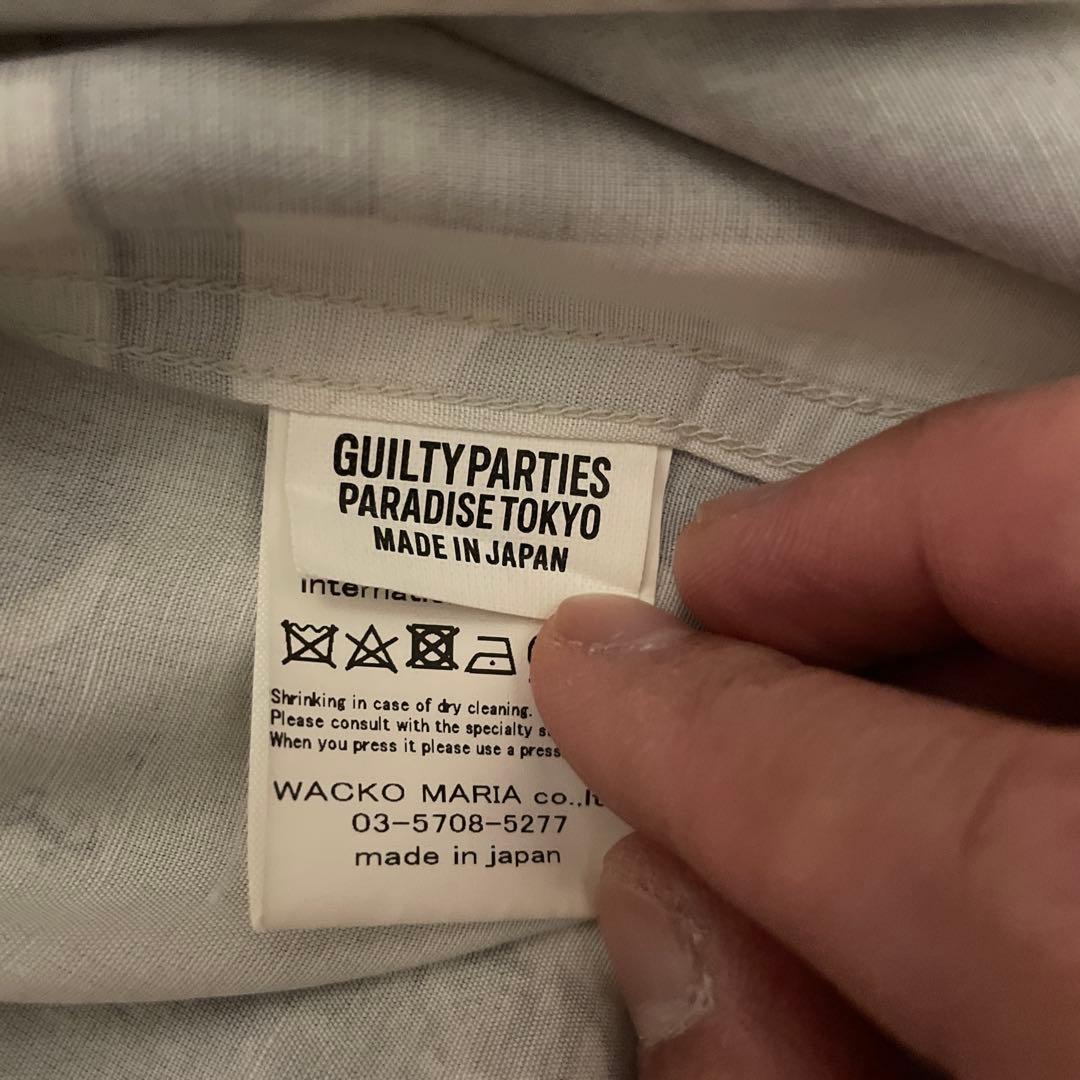 GUILTY PARTIES
PARADISE TOKYO
MADE IN JAPAN
Shrinking in case of dry cleaning.
Please consult with the specialty
When you press it please use a press
WACKO MARIA co.,
03-5708-5277
made in japan